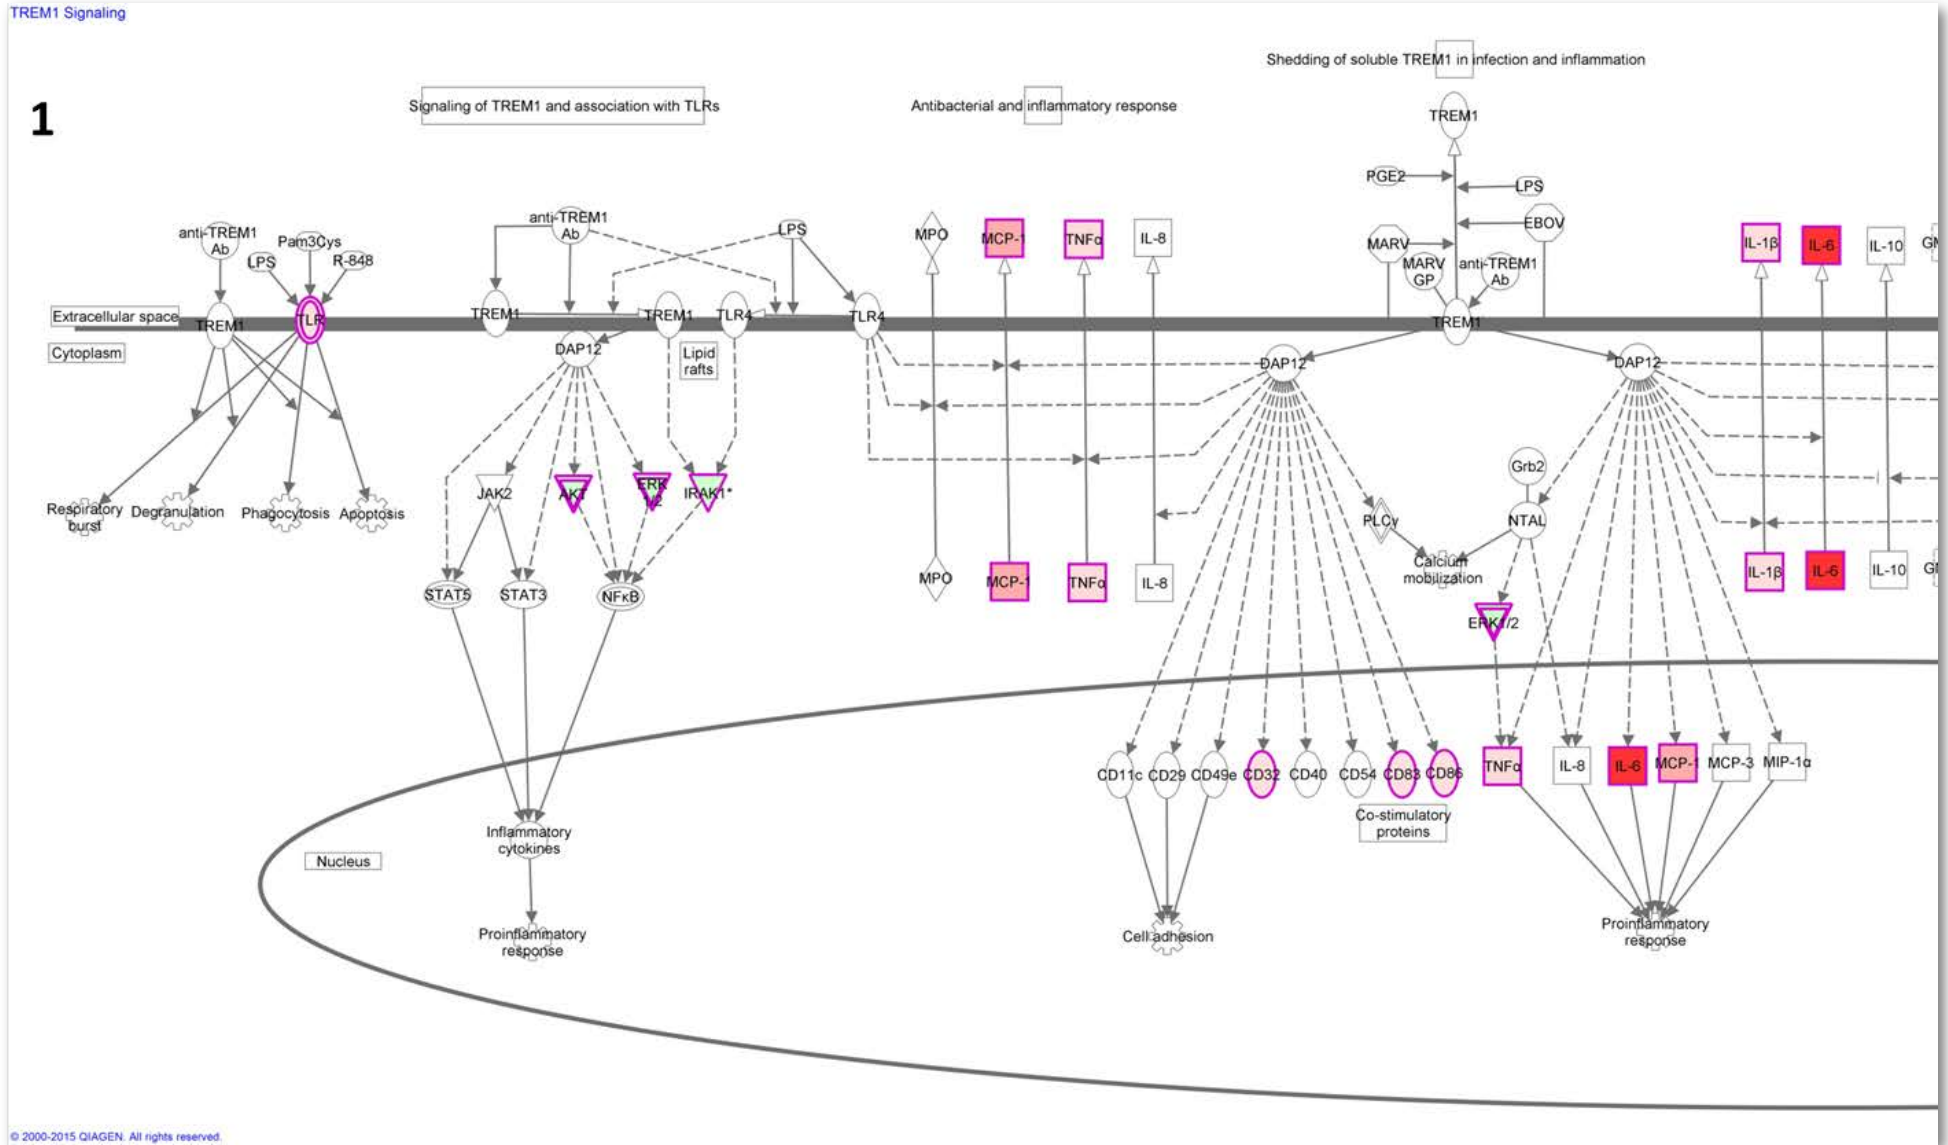 TREM1 Signaling
1
Signaling of TREM1 and association with TLRs
Antibacterial and inflammatory response
Shedding of soluble TREM1 in infection and inflammation
TREM1
PGE2
LPS
EBOV
MARV
MARV
GP
anti-TREM1
Ab
TREM1
anti-TREM1
Ab
LPS
Pam3Cys
R-848
TREM1
TLR
Extracellular space
Cytoplasm
Respiratory
burst
Degranulation
Phagocytosis
Apoptosis
anti-TREM1
Ab
LPS
TREM1
TREM1
TLR4
TLR4
DAP12
Lipid
rafts
JAK2
AKT
ERK
1/2
IRAK1*
STAT5
STAT3
NFκB
Inflammatory
cytokines
Proinflammatory
response
Nucleus
MPO
MCP-1
TNFα
IL-8
MPO
MCP-1
TNFα
IL-8
DAP12
DAP12
PLCγ
Grb2
NTAL
Calcium
mobilization
ERK1/2
IL-1β
IL-6
IL-10
IL-1β
IL-6
IL-10
CD11c
CD29
CD49e
CD32
CD40
CD54
CD83
CD86
Co-stimulatory
proteins
Cell adhesion
TNFα
IL-8
IL-6
MCP-1
MCP-3
MIP-1α
Proinflammatory
response
© 2000-2015 QIAGEN. All rights reserved.